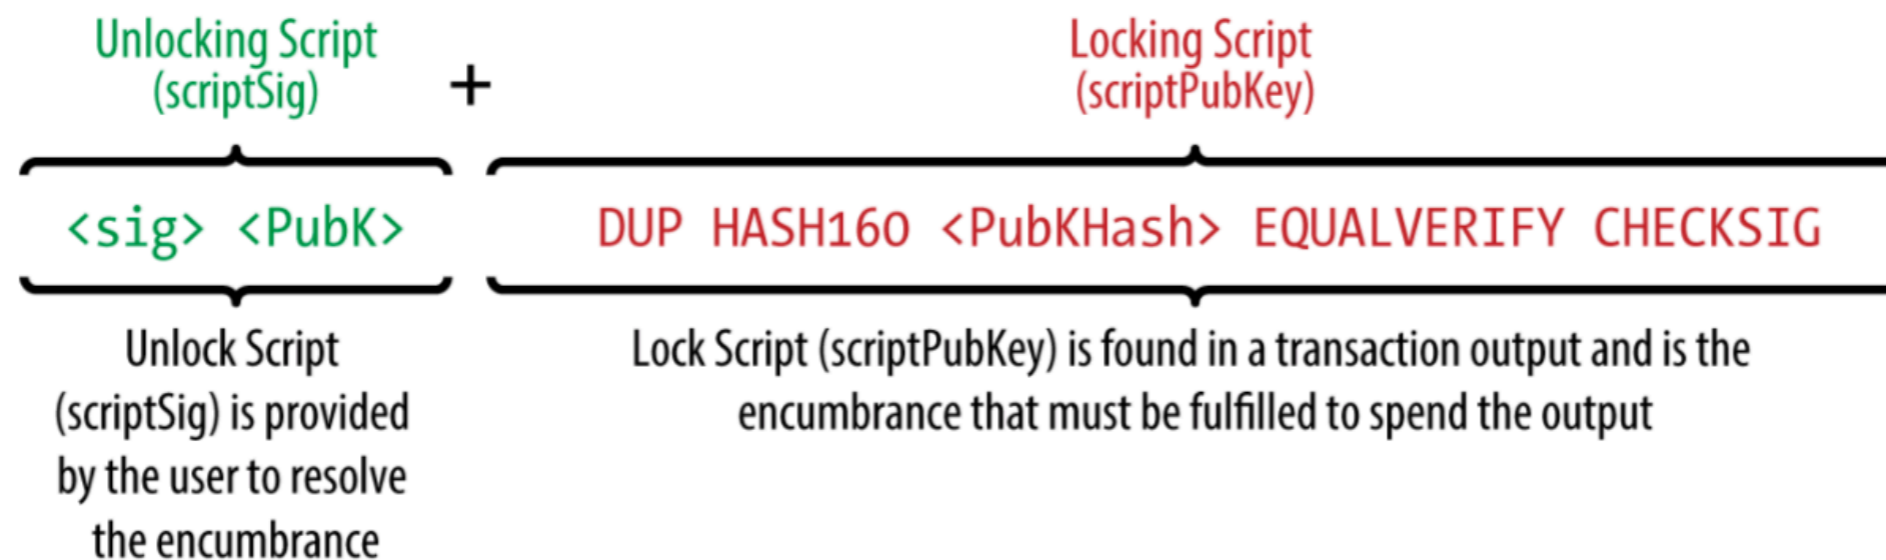 Unlocking Script
(scriptSig)
+
Locking Script
(scriptPubKey)
<sig> <PubK>
DUP HASH160 <PubKHash> EQUALVERIFY CHECKSIG
Unlock Script
(scriptSig) is provided
by the user to resolve
the encumbrance
Lock Script (scriptPubKey) is found in a transaction output and is the
encumbrance that must be fulfilled to spend the output